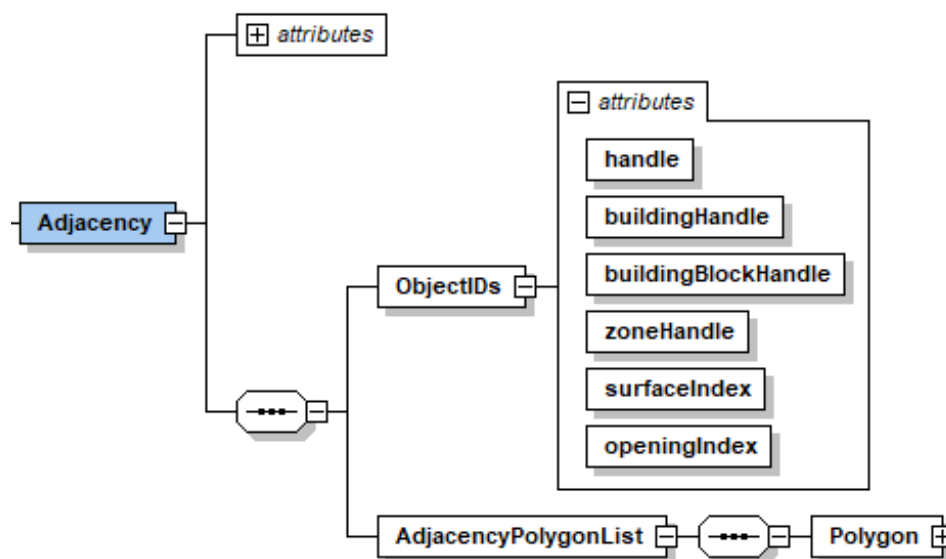 attributes
attributes
handle
Adjacency
buildingHandle
ObjectIDs
buildingBlockHandle
zoneHandle
surfaceIndex
openingIndex
AdjacencyPolygonList
Polygon